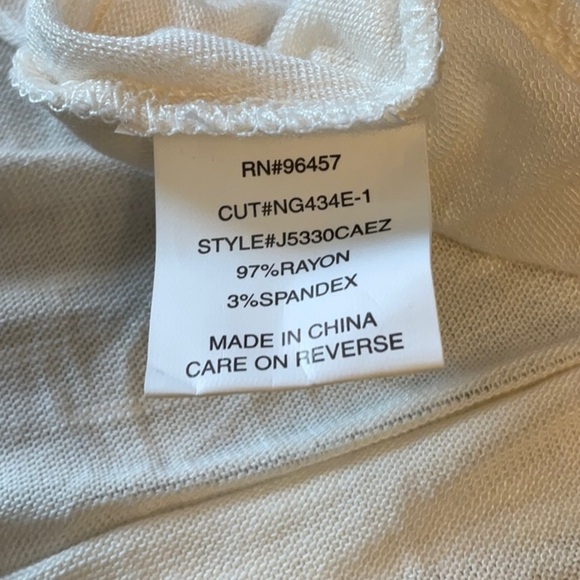 RN#96457
CUT#NG434E-1
STYLE#J5330CAEZ
97%RAYON
3%SPANDEX
MADE IN CHINA
CARE ON REVERSE